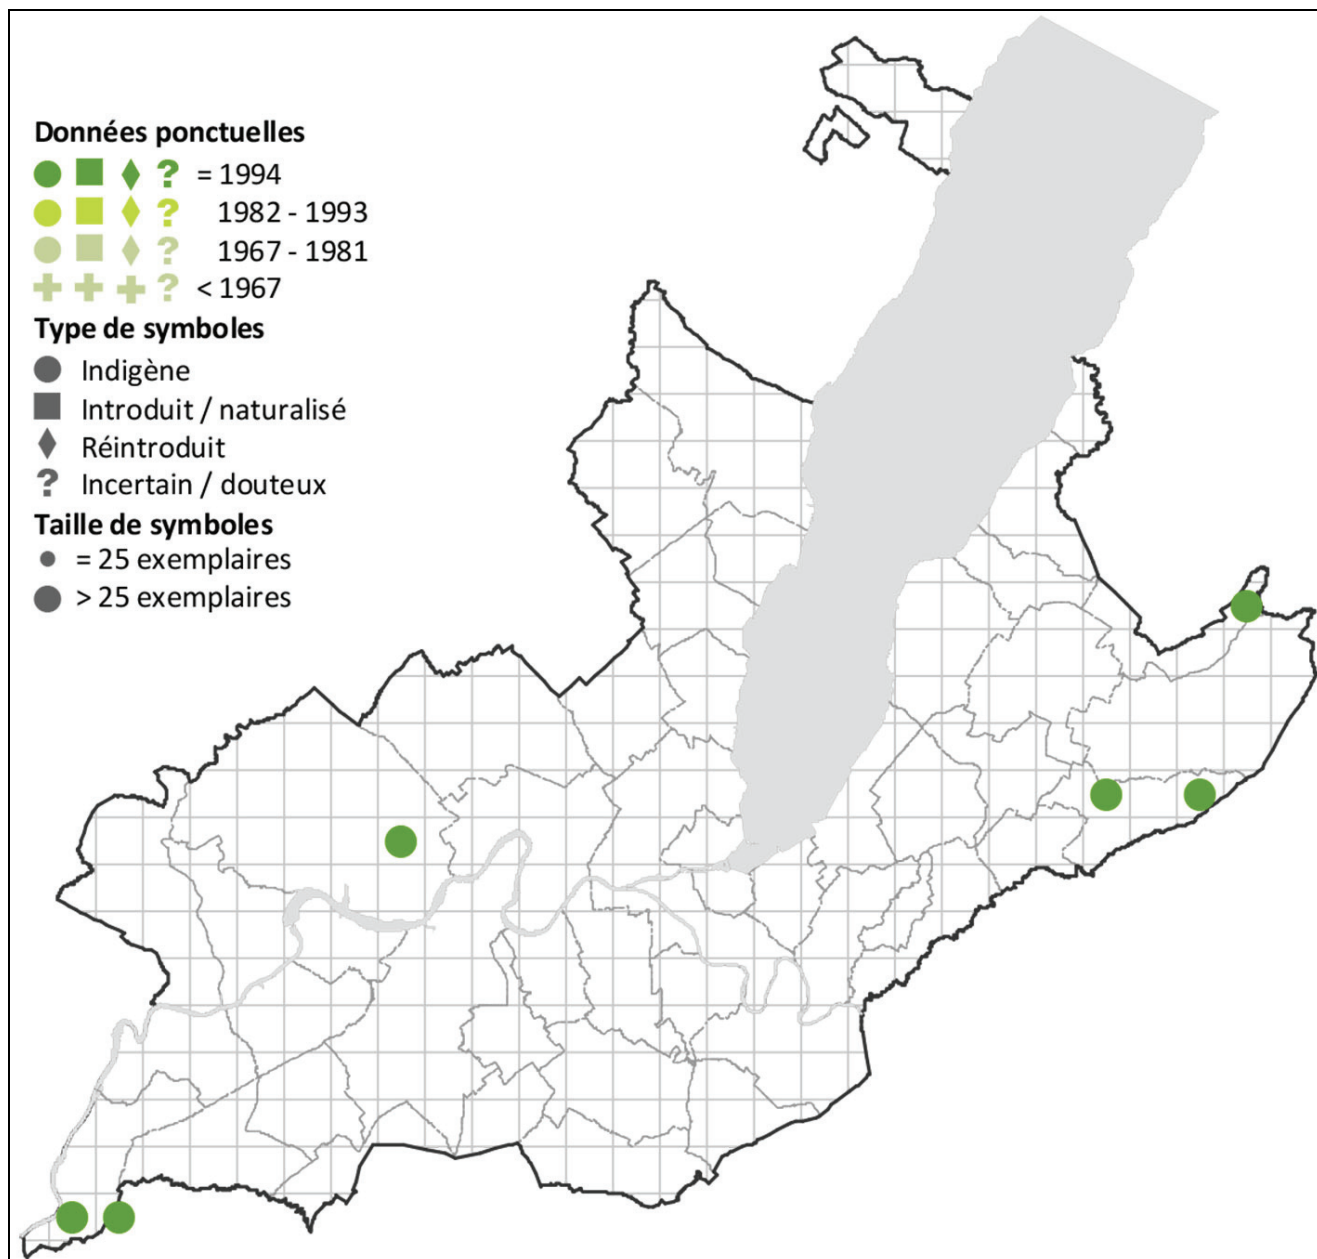 Données ponctuelles
? = 1994
? 1982 - 1993
? 1967 - 1981
? < 1967
Type de symboles
Indigène
Introduit / naturalisé
Réintroduit
? Incertain / douteux
Taille de symboles
= 25 exemplaires
> 25 exemplaires